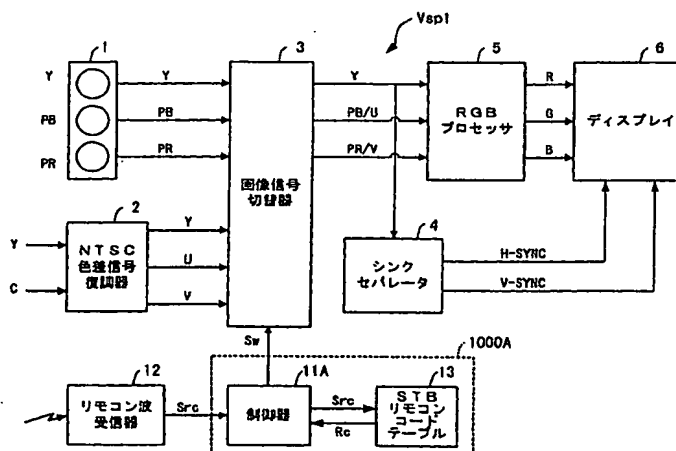 Vsp1
1
3
5
6
Y
Y
Y
R
PB
PB
PB/U
G
PR
PR
PR/V
B
画像信号
切替器
RGB
プロセッサ
ディスプレイ
2
Y
C
NTSC
色差信号
復調器
Y
U
V
4
シンク
セパレータ
H-SYNC
V-SYNC
Sw
1000A
12
リモコン波
受信器
Src
11A
制御器
Src
Rc
13
STB
リモコン
コード
テーブル